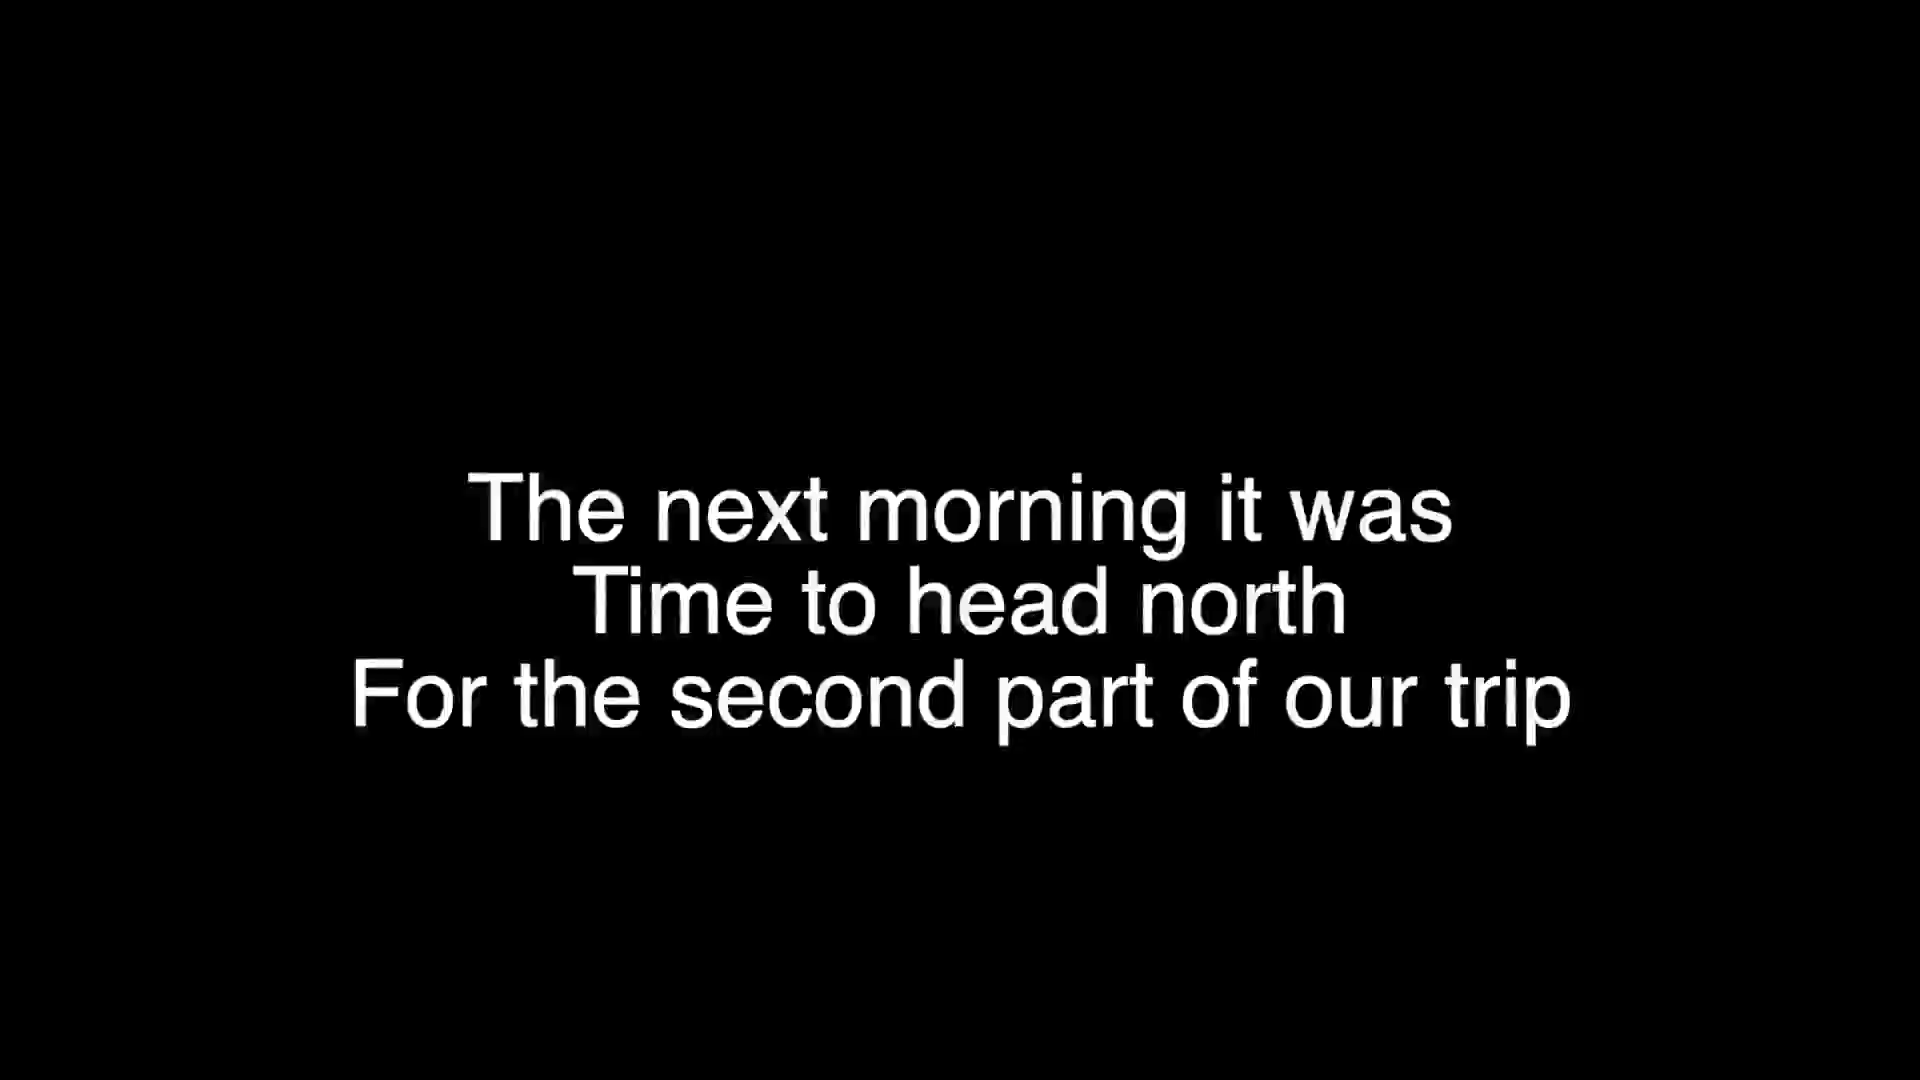 The next morning it was
Time to head north
For the second part of our trip